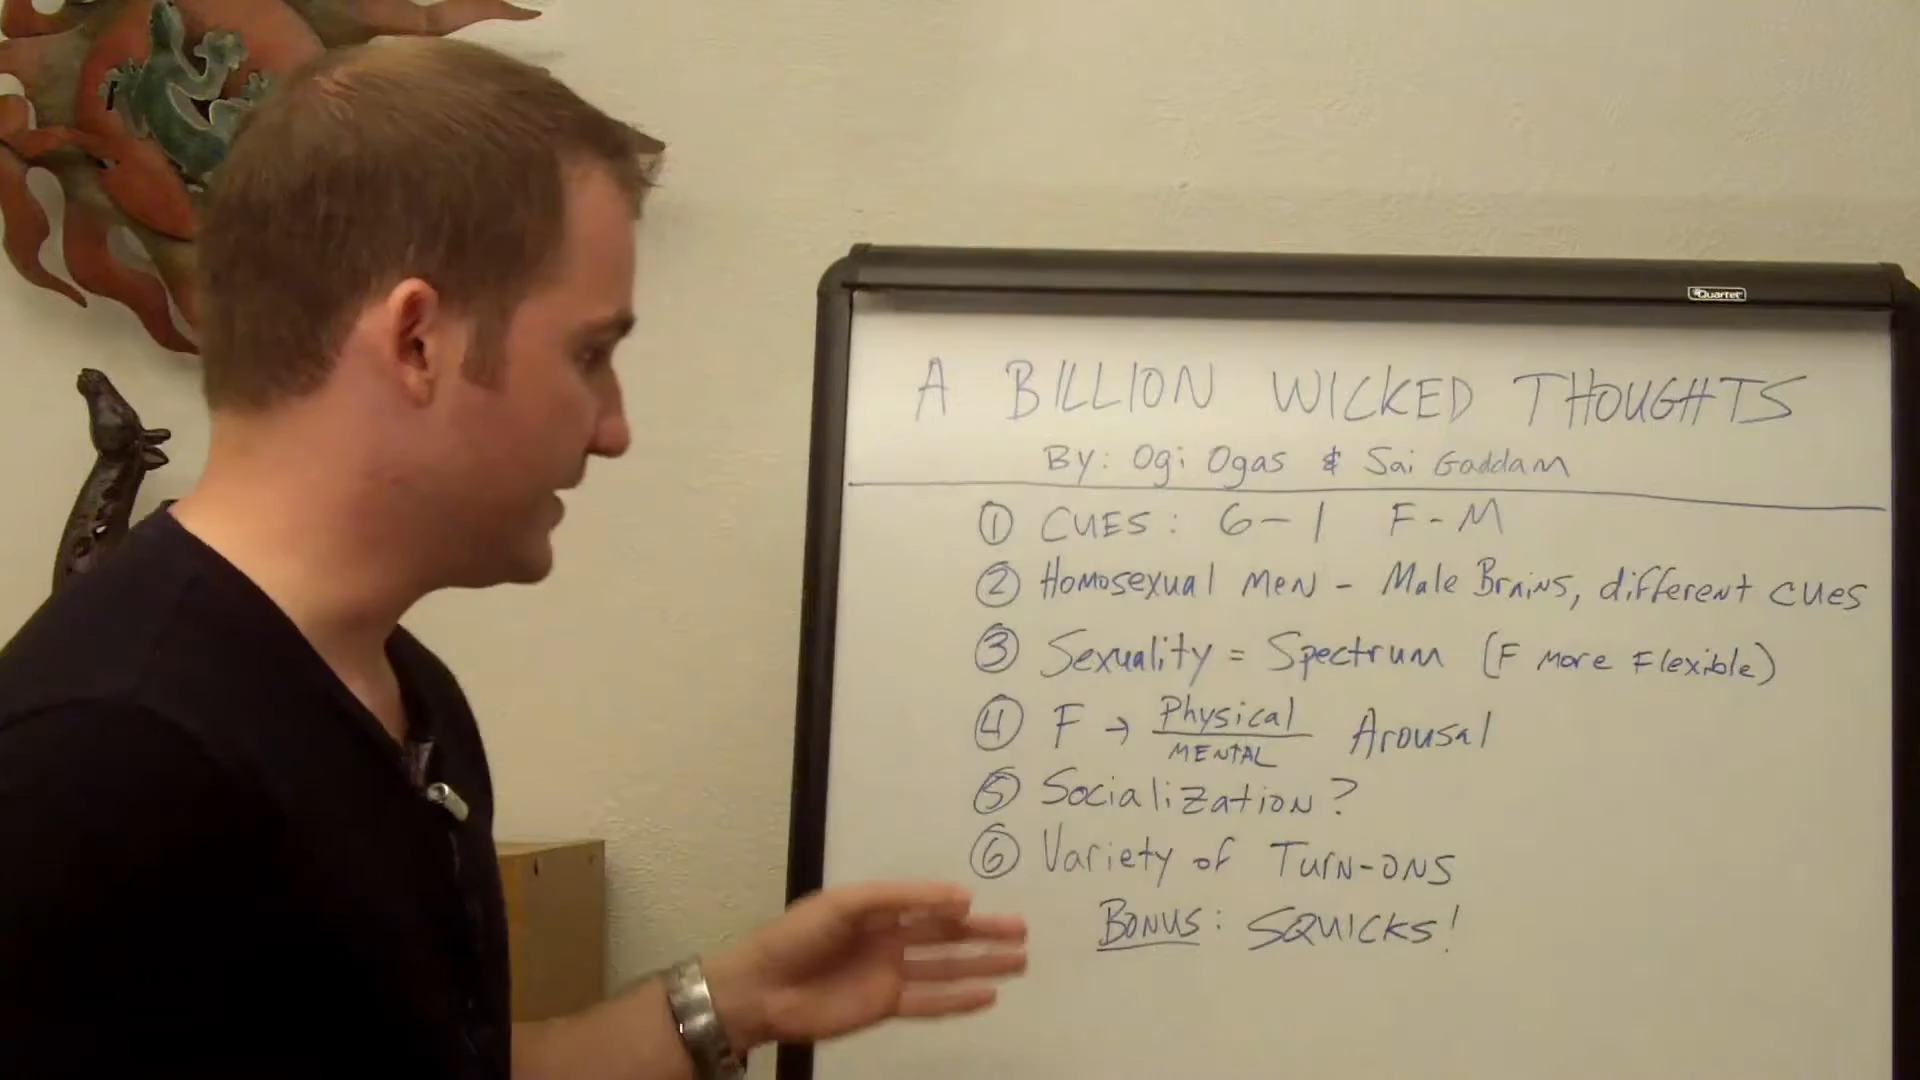 Quartet
A BILLION WICKED THOUGHTS
By: Ogi Ogas & Sai Gaddam
① CUES: 6-1 F-M
② Homosexual Men - Male Brains, different cues
③ Sexuality = Spectrum (F more Flexible)
④ F → Physical/MENTAL Arousal
⑤ Socialization?
⑥ Variety of Turn-ons
Bonus: SQUICKS!